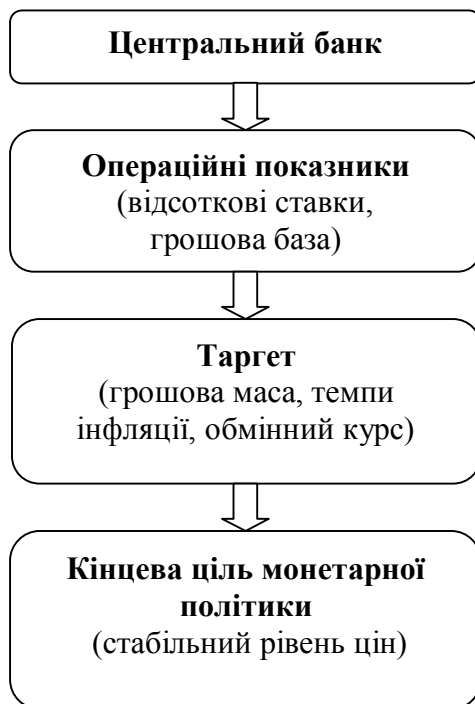 Центральний банк
Операційні показники
(відсоткові ставки,
грошова база)
Таргет
(грошова маса, темпи
інфляції, обмінний курс)
Кінцева ціль монетарної
політики
(стабільний рівень цін)